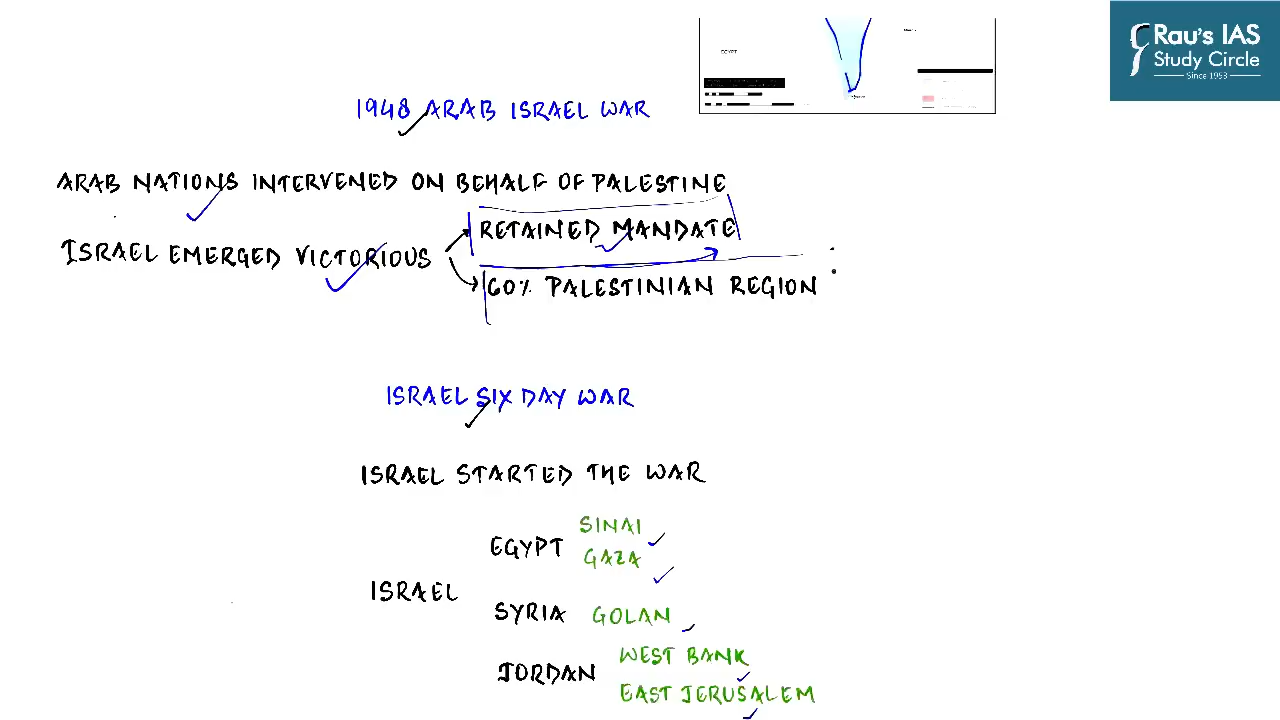 EGYPT
Rau's IAS
Study Circle
Since 1953
1948 ARAB ISRAEL WAR
ARAB NATIONS INTERVENED ON BEHALF OF PALESTINE
RETAINED MANDATE
ISRAEL EMERGED VICTORIOUS
60% PALESTINIAN REGION
ISRAEL SIX DAY WAR
ISRAEL STARTED THE WAR
SINAI
EGYPT
GAZA
ISRAEL
SYRIA GOLAN
WEST BANK
JORDAN
EAST JERUSALEM